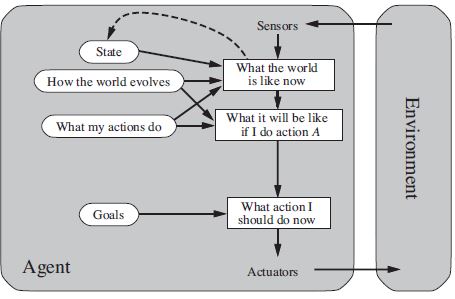 Sensors
State
What the world
is like now
How the world evolves
What it will be like
if I do action A
What my actions do
Environment
Goals
What action I
should do now
Agent
Actuators